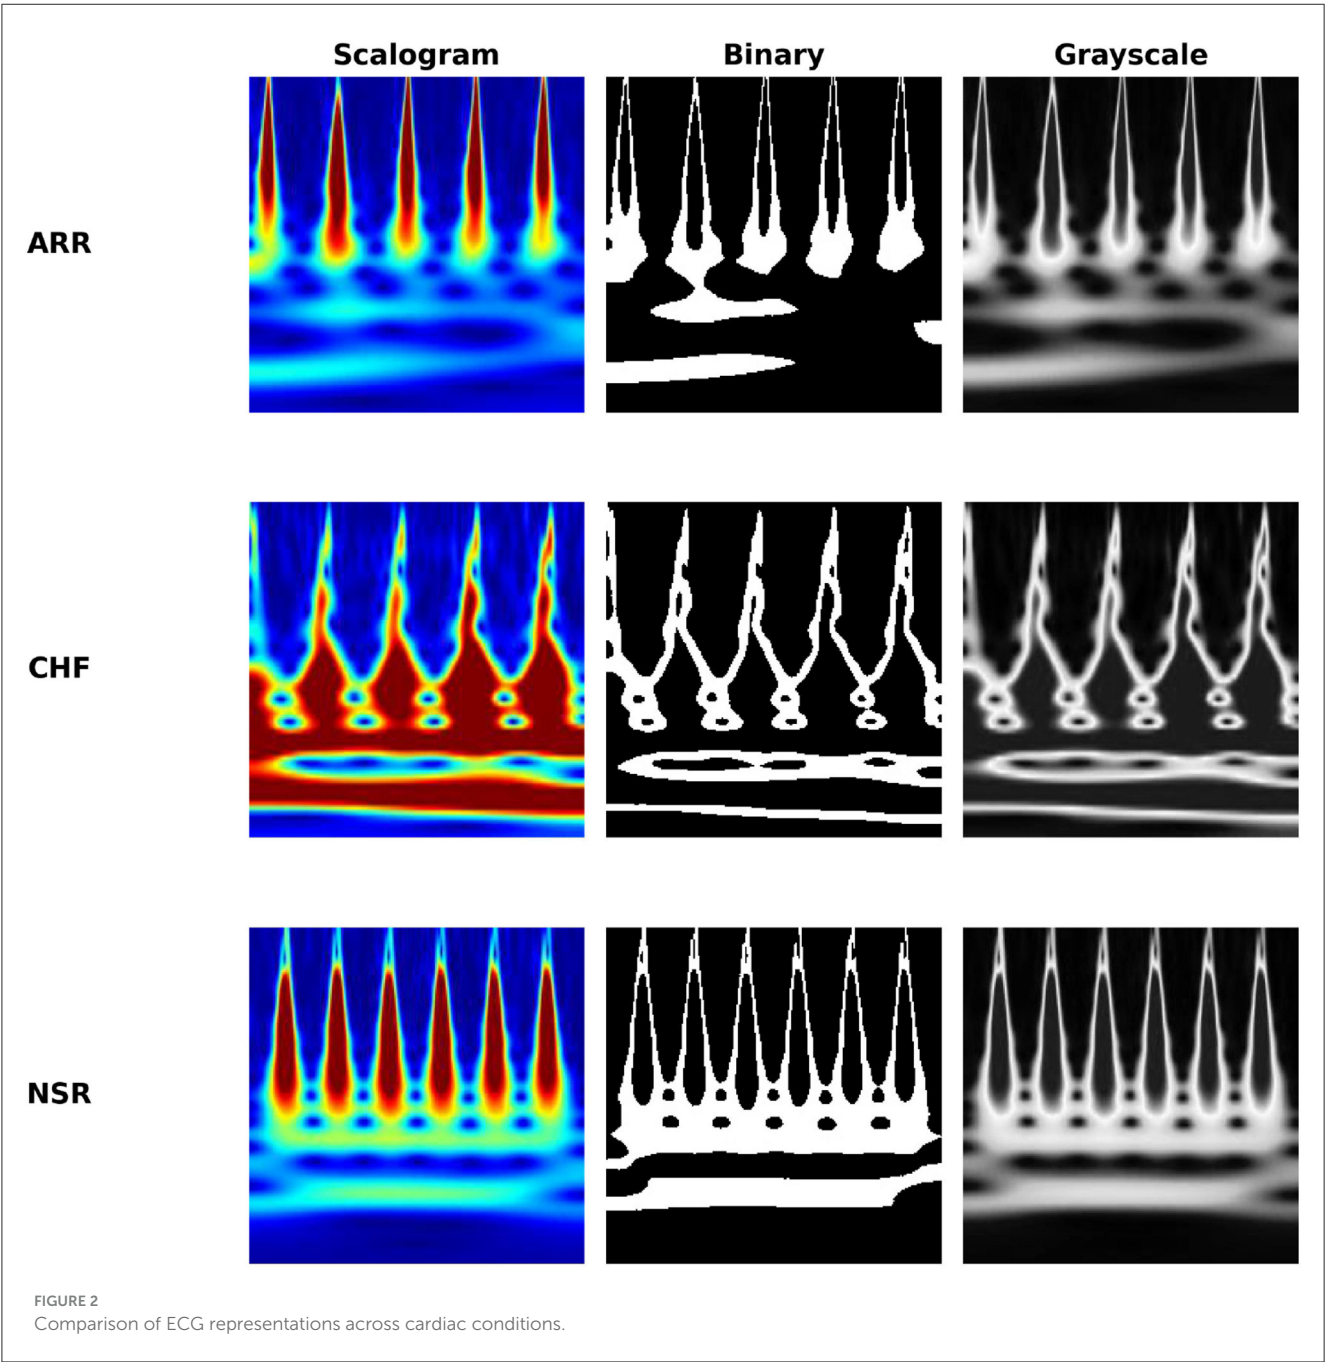 Scalogram Binary Grayscale
ARR
CHF
NSR
FIGURE 2
Comparison of ECG representations across cardiac conditions.